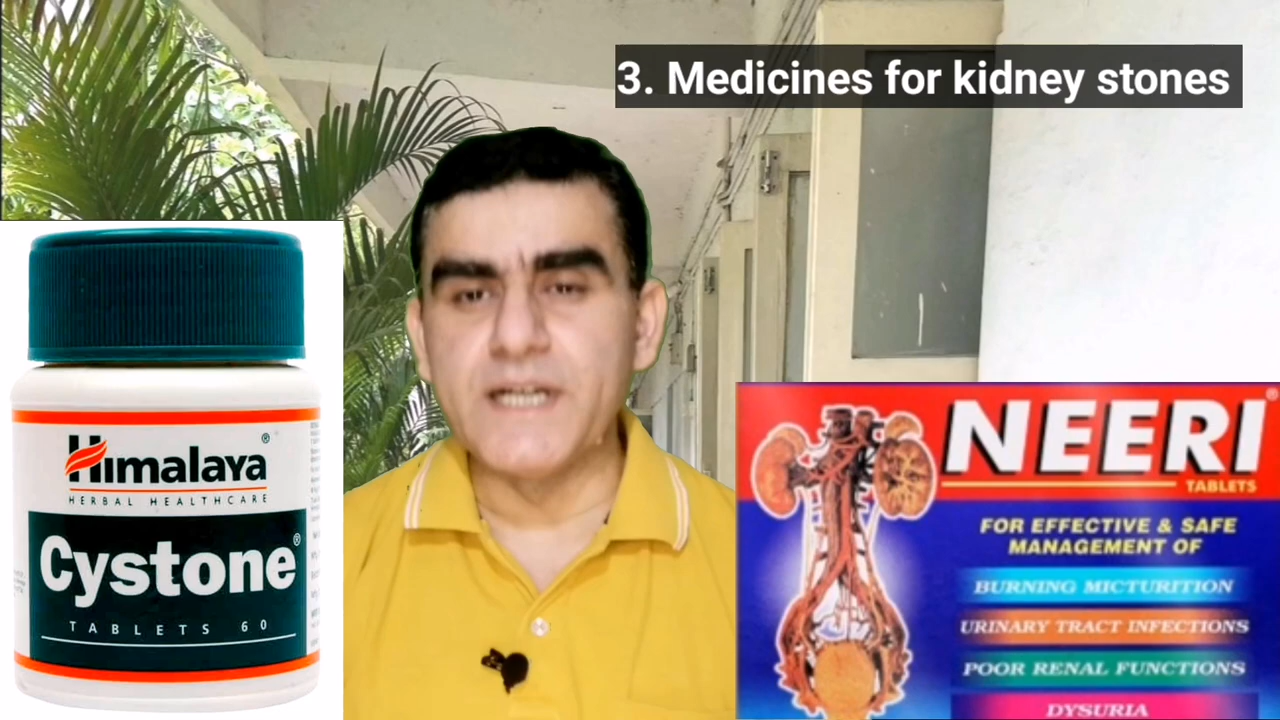 3. Medicines for kidney stones
Himalaya®
HERBAL HEALTHCARE
Cystone®
TABLETS 60
NEERI®
TABLETS
FOR EFFECTIVE & SAFE
MANAGEMENT OF
BURNING MICTURITION
URINARY TRACT INFECTIONS
POOR RENAL FUNCTIONS
DYSURIA